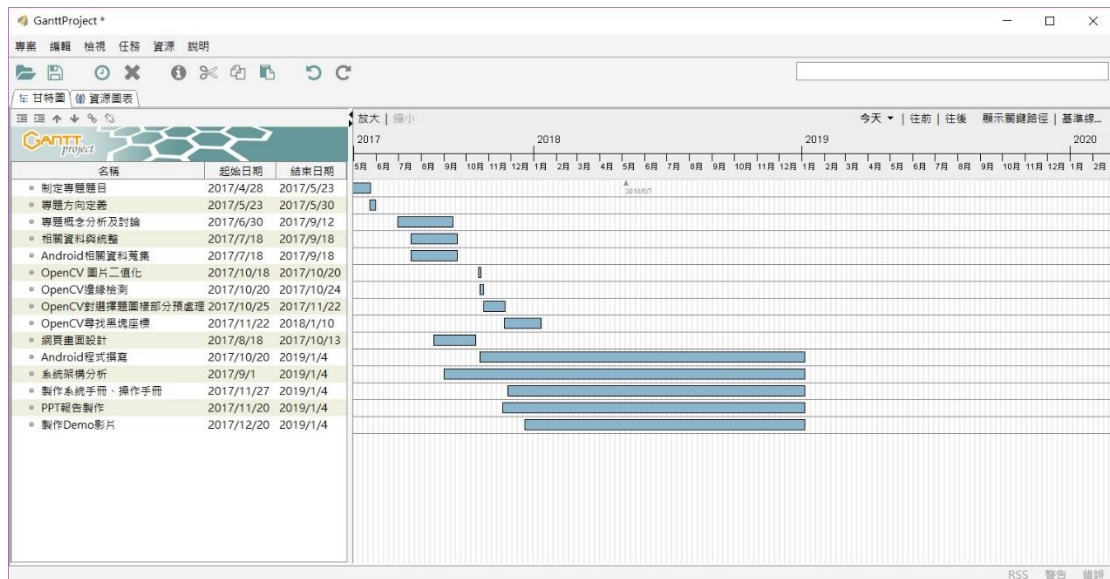 GanttProject *
專案 編輯 檢視 任務 資源 說明
甘特圖 資源圖表
放大 | 縮小 今天 | 往前 | 往後 顯示關鍵路徑 | 基準線...
GANTT project
2017 2018 2019 2020
名稱 起始日期 結束日期
5月 6月 7月 8月 9月 10月 11月 12月 1月 2月 3月 4月 5月 6月 7月 8月 9月 10月 11月 12月 1月 2月 3月 4月 5月 6月 7月 8月 9月 10月 11月 12月 1月 2月
制定專題題目 2017/4/28 2017/5/23
2018/5/7
專題方向定義 2017/5/23 2017/5/30
專題概念分析及討論 2017/6/30 2017/9/12
相關資料與統整 2017/7/18 2017/9/18
Android相關資料蒐集 2017/7/18 2017/9/18
OpenCV 圖片二值化 2017/10/18 2017/10/20
OpenCV邊緣檢測 2017/10/20 2017/10/24
OpenCV對選擇題圖樣部分預處理 2017/10/25 2017/11/22
OpenCV尋找黑塊座標 2017/11/22 2018/1/10
網頁畫面設計 2017/8/18 2017/10/13
Android程式撰寫 2017/10/20 2019/1/4
系統架構分析 2017/9/1 2019/1/4
製作系統手冊、操作手冊 2017/11/27 2019/1/4
PPT報告製作 2017/11/20 2019/1/4
製作Demo影片 2017/12/20 2019/1/4
RSS 警告 錯誤